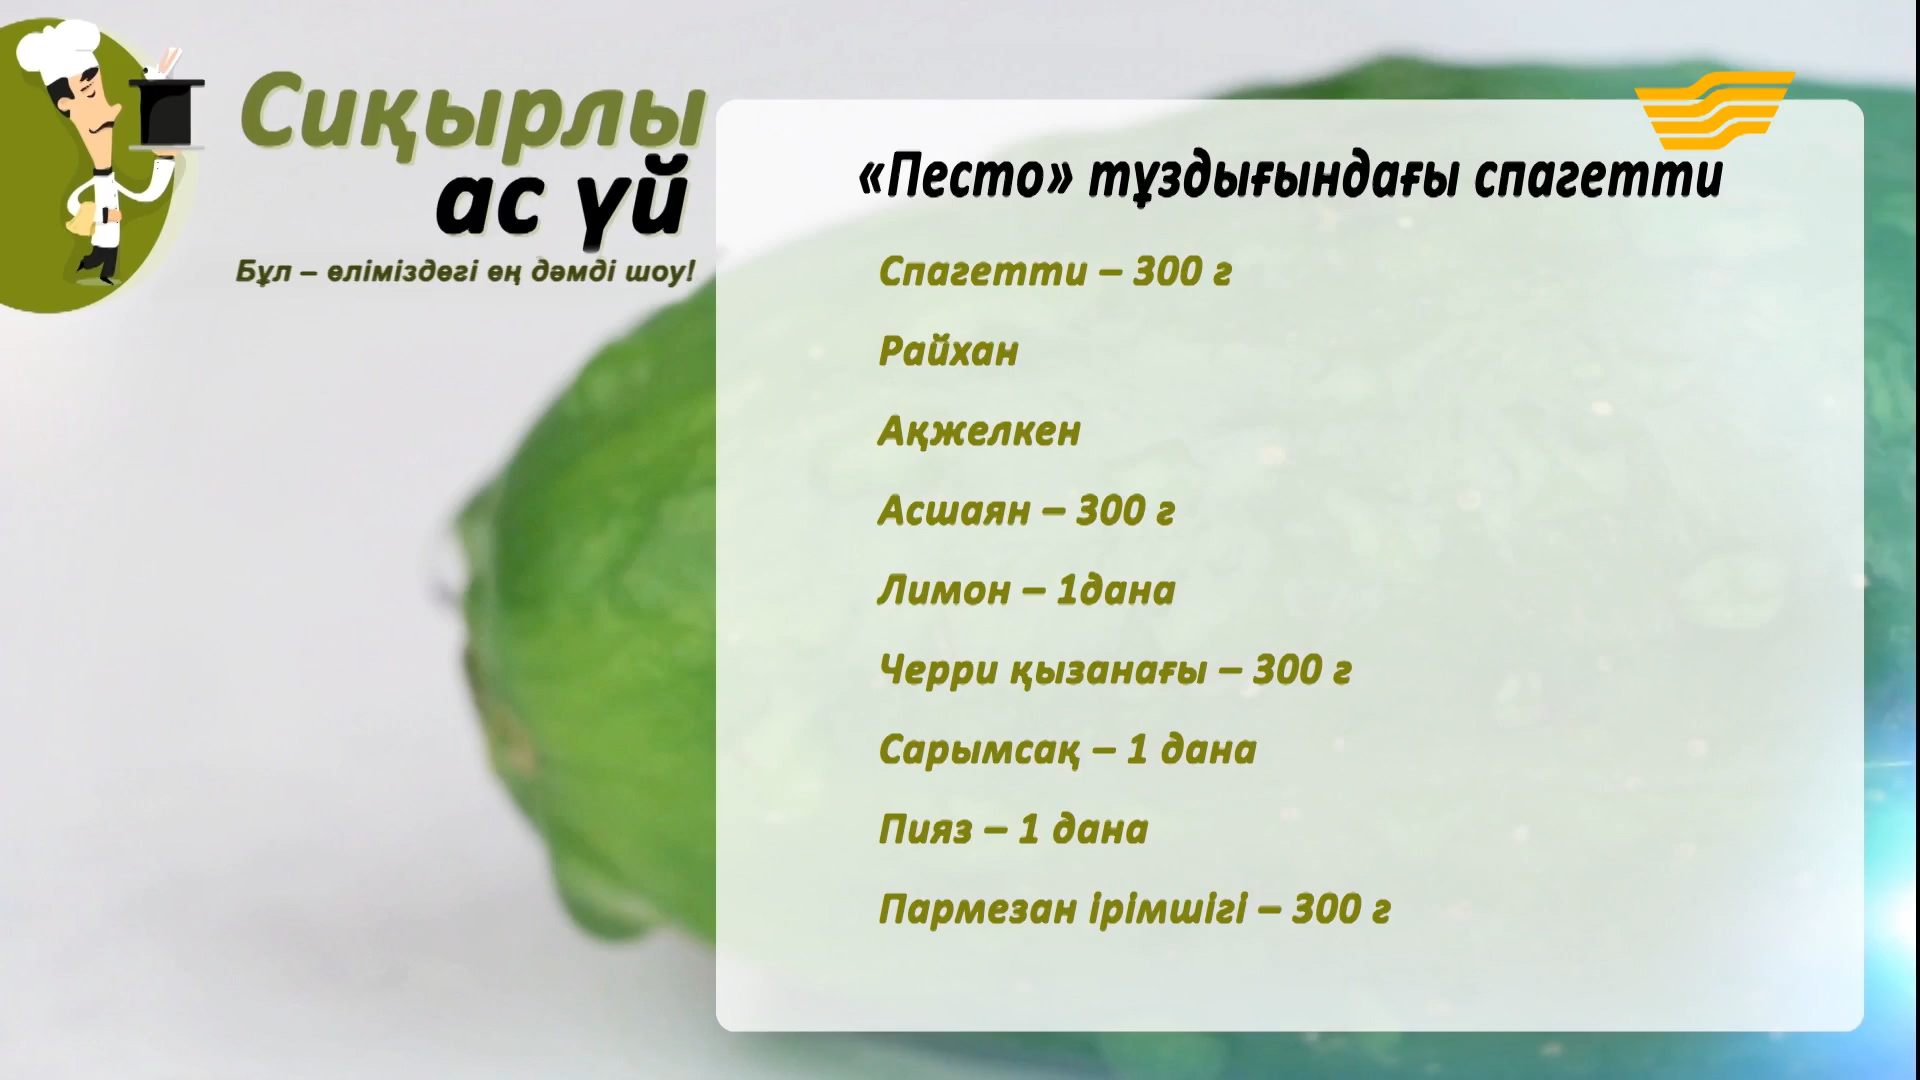 Сиқырлы
ас үй
Бұл – еліміздегі ең дәмді шоу!
«Песто» тұздығындағы спагетти
Спагетти – 300 г
Райхан
Ақжелкен
Асшаян – 300 г
Лимон – 1дана
Черри қызанағы – 300 г
Сарымсақ – 1 дана
Пияз – 1 дана
Пармезан ірімшігі – 300 г